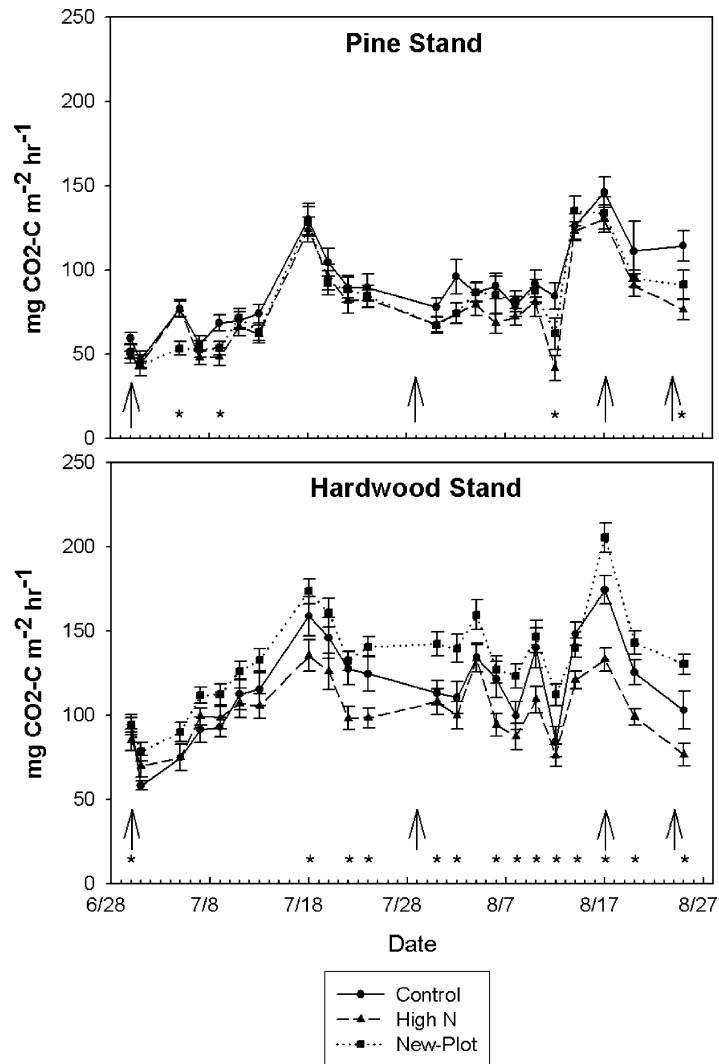 Pine Stand
250
200
150
100
50
0
mg CO2-C m-2 hr-1
* * * *
Hardwood Stand
250
200
150
100
50
0
mg CO2-C m-2 hr-1
* * * * * * * * * * * * * *
6/28 7/8 7/18 7/28 8/7 8/17 8/27
Date
Control
High N
New-Plot